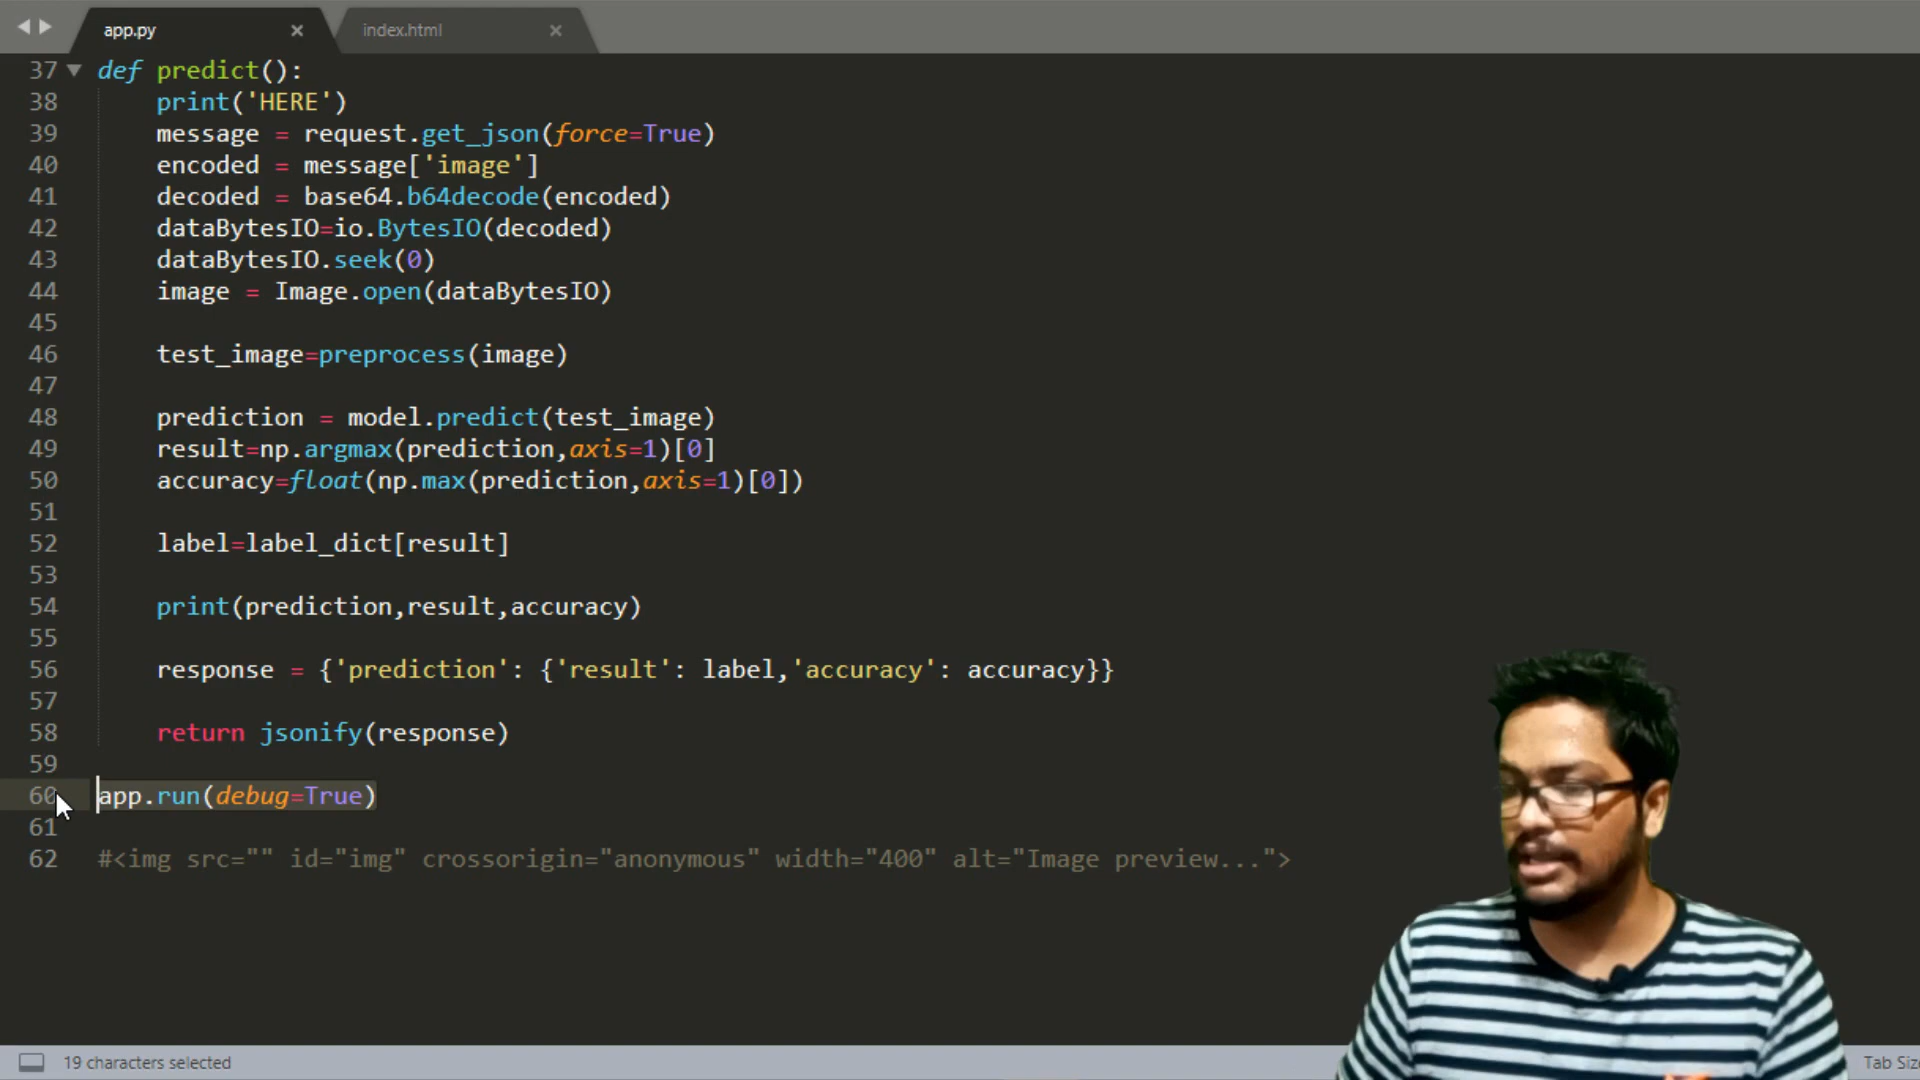 app.py
index.html
37 def predict():
38 print('HERE')
39 message = request.get_json(force=True)
40 encoded = message['image']
41 decoded = base64.b64decode(encoded)
42 dataBytesIO=io.BytesIO(decoded)
43 dataBytesIO.seek(0)
44 image = Image.open(dataBytesIO)
45
46 test_image=preprocess(image)
47
48 prediction = model.predict(test_image)
49 result=np.argmax(prediction,axis=1)[0]
50 accuracy=float(np.max(prediction,axis=1)[0])
51
52 label=label_dict[result]
53
54 print(prediction,result,accuracy)
55
56 response = {'prediction': {'result': label,'accuracy': accuracy}}
57
58 return jsonify(response)
59
60 app.run(debug=True)
61
62 #<img src="" id="img" crossorigin="anonymous" width="400" alt="Image preview...">
19 characters selected
Tab Siz